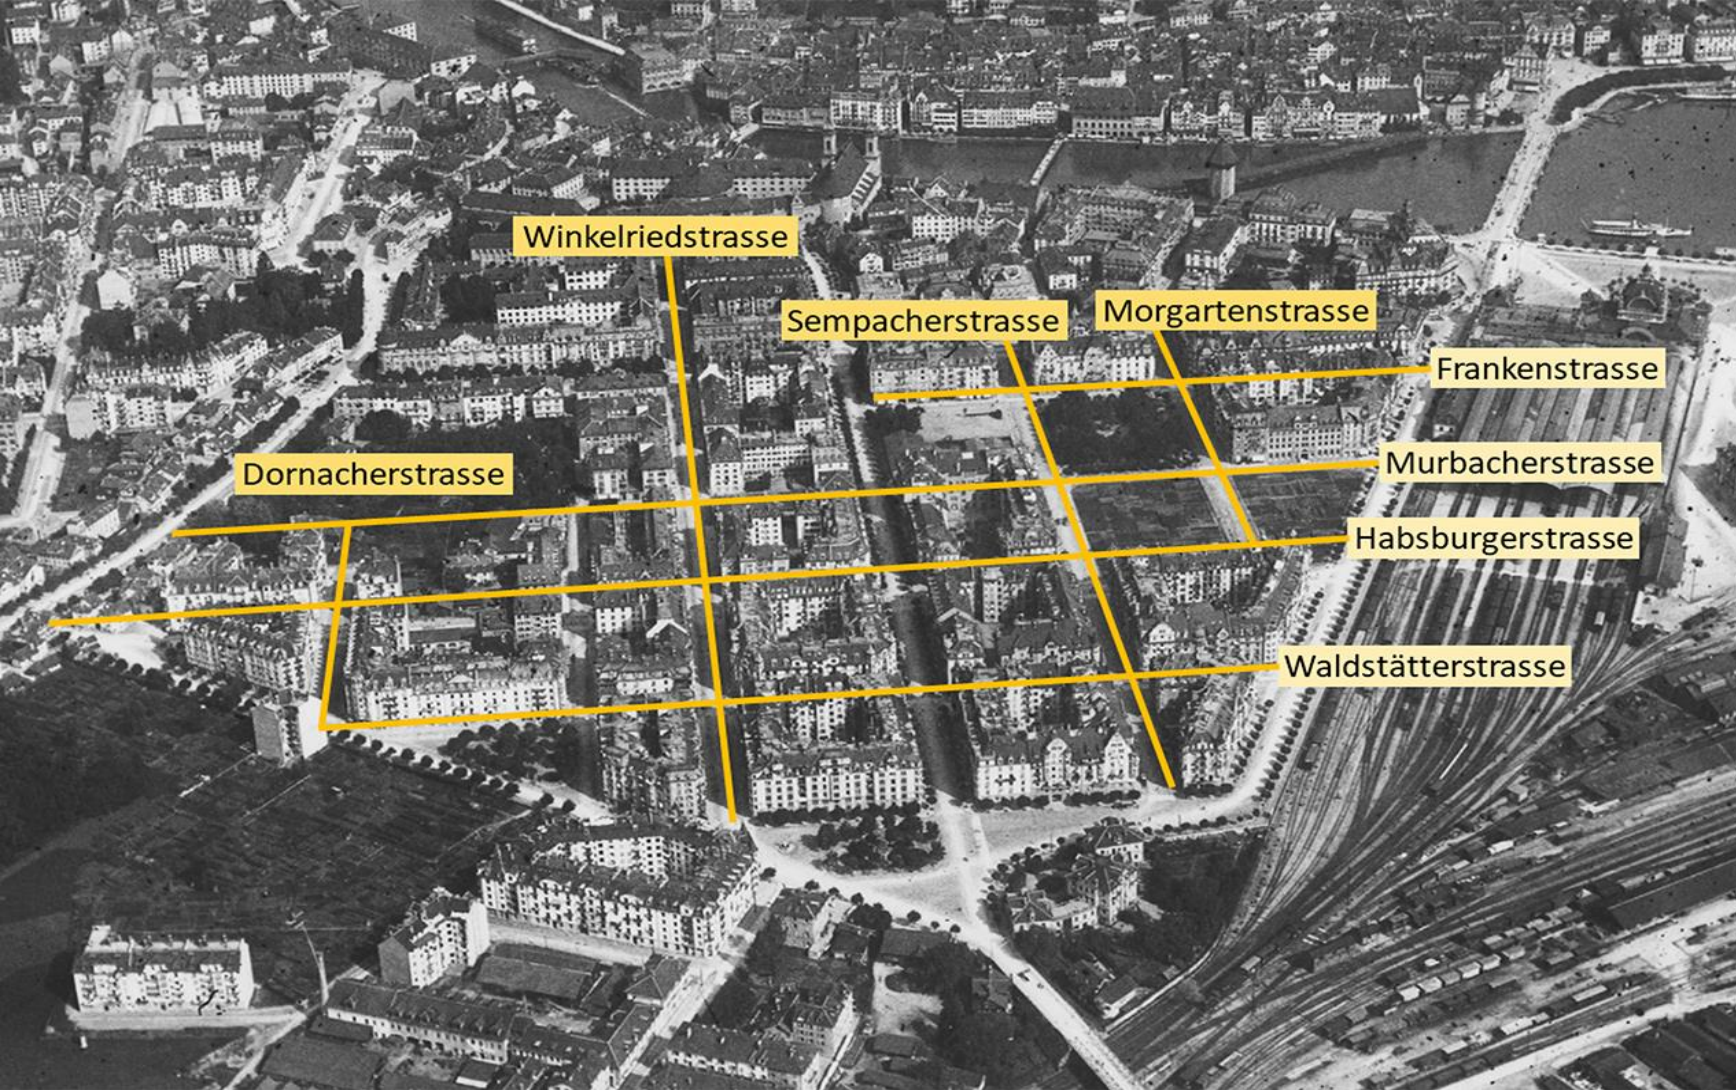 Winkelriedstrasse
Sempacherstrasse
Morgartenstrasse
Frankenstrasse
Dornacherstrasse
Murbacherstrasse
Habsburgerstrasse
Waldstätterstrasse